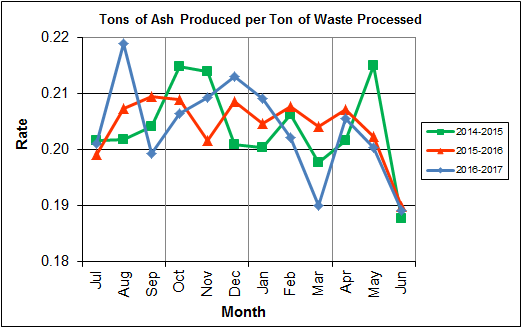 Tons of Ash Produced per Ton of Waste Processed
0.22
0.21
0.20
0.19
0.18
Rate
Jul
Aug
Sep
Oct
Nov
Dec
Jan
Feb
Mar
Apr
May
Jun
Month
2014-2015
2015-2016
2016-2017